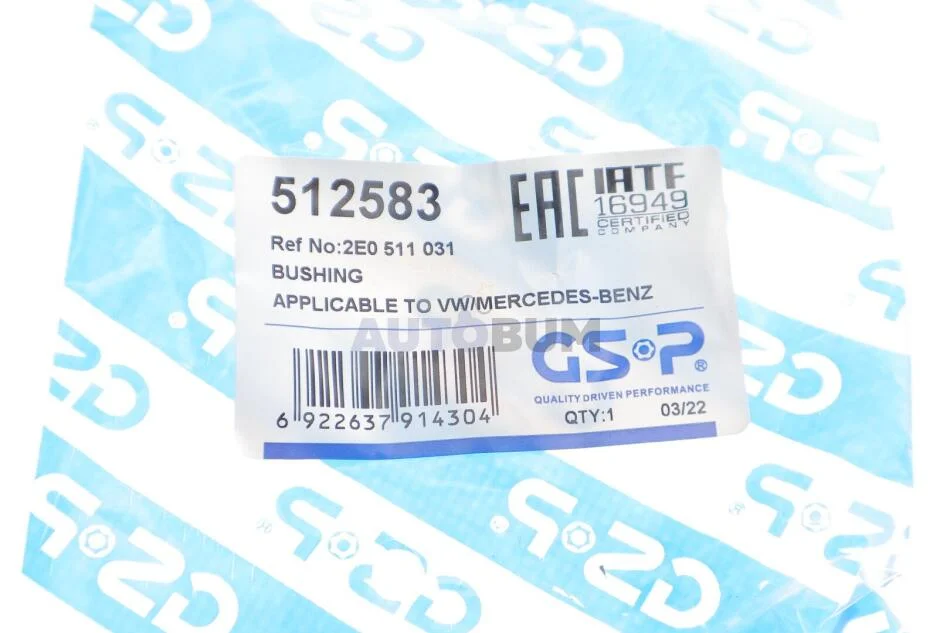 512583
EAC
IATF
16949
CERTIFIED
COMPANY
Ref No:2E0 511 031
BUSHING
APPLICABLE TO VW/MERCEDES-BENZ
AUTOBUM
GS-P®
QUALITY DRIVEN PERFORMANCE
QTY:1 03/22
6 922637 914304